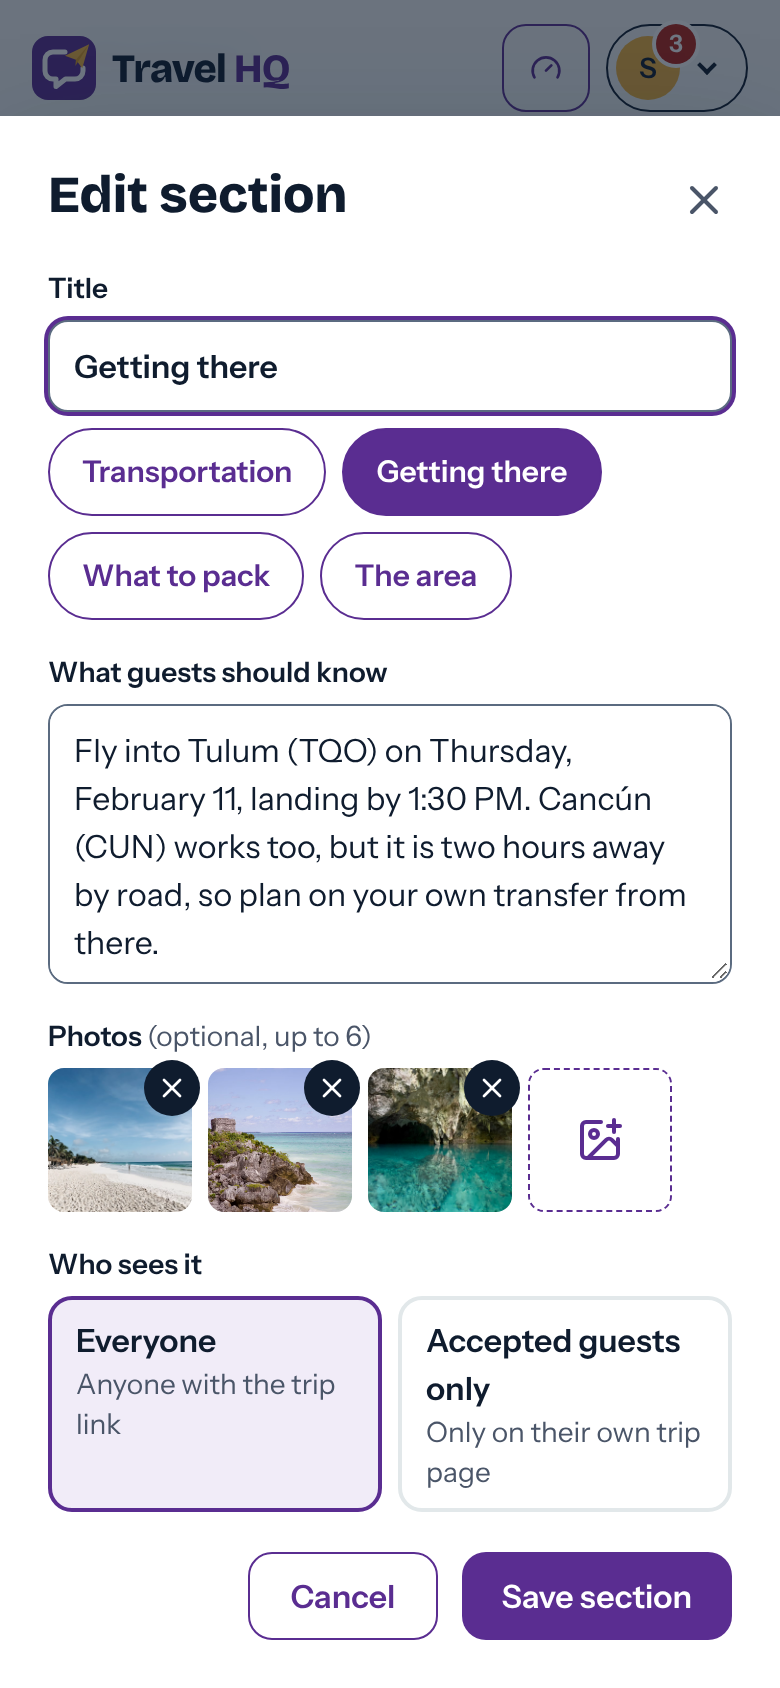 Travel HQ
S
3
Edit section
Title
Getting there
Transportation
Getting there
What to pack
The area
What guests should know
Fly into Tulum (TQO) on Thursday,
February 11, landing by 1:30 PM. Cancún
(CUN) works too, but it is two hours away
by road, so plan on your own transfer from
there.
Photos (optional, up to 6)
Who sees it
Everyone
Anyone with the trip
link
Accepted guests
only
Only on their own trip
page
Cancel
Save section